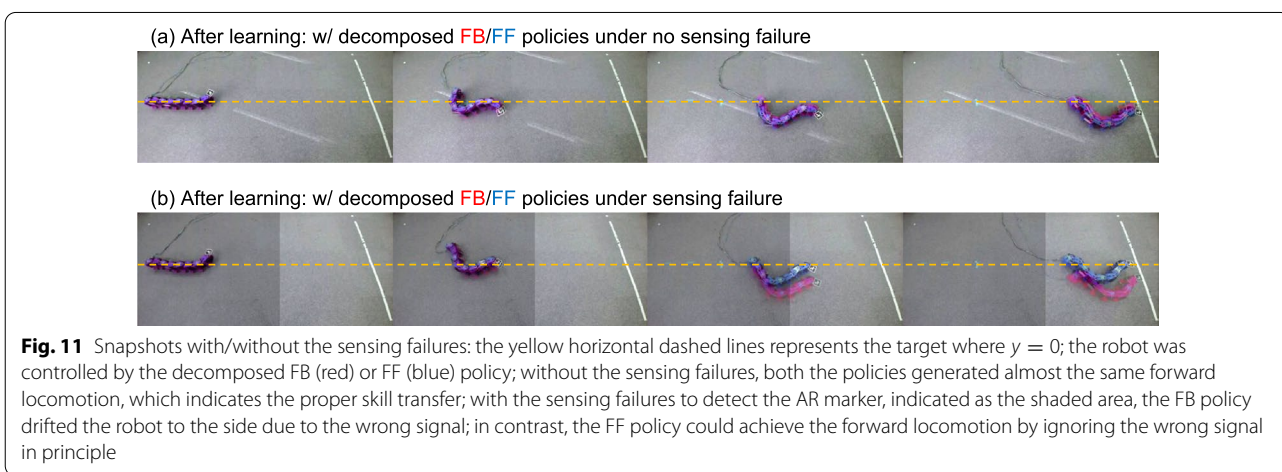 (a) After learning: w/ decomposed FB/FF policies under no sensing failure
(b) After learning: w/ decomposed FB/FF policies under sensing failure
Fig. 11 Snapshots with/without the sensing failures: the yellow horizontal dashed lines represents the target where y = 0; the robot was
controlled by the decomposed FB (red) or FF (blue) policy; without the sensing failures, both the policies generated almost the same forward
locomotion, which indicates the proper skill transfer; with the sensing failures to detect the AR marker, indicated as the shaded area, the FB policy
drifted the robot to the side due to the wrong signal; in contrast, the FF policy could achieve the forward locomotion by ignoring the wrong signal
in principle